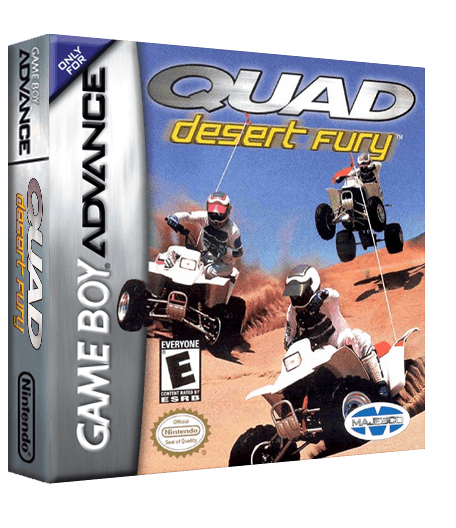 GAME BOY
ADVANCE
QUAD
desert fury
Nintendo
ONLY
FOR
GAME BOY ADVANCE
QUAD
desert fury™
EVERYONE
E
CONTENT RATED BY
ESRB
Official
Nintendo
Seal of Quality
M
MAJESCO